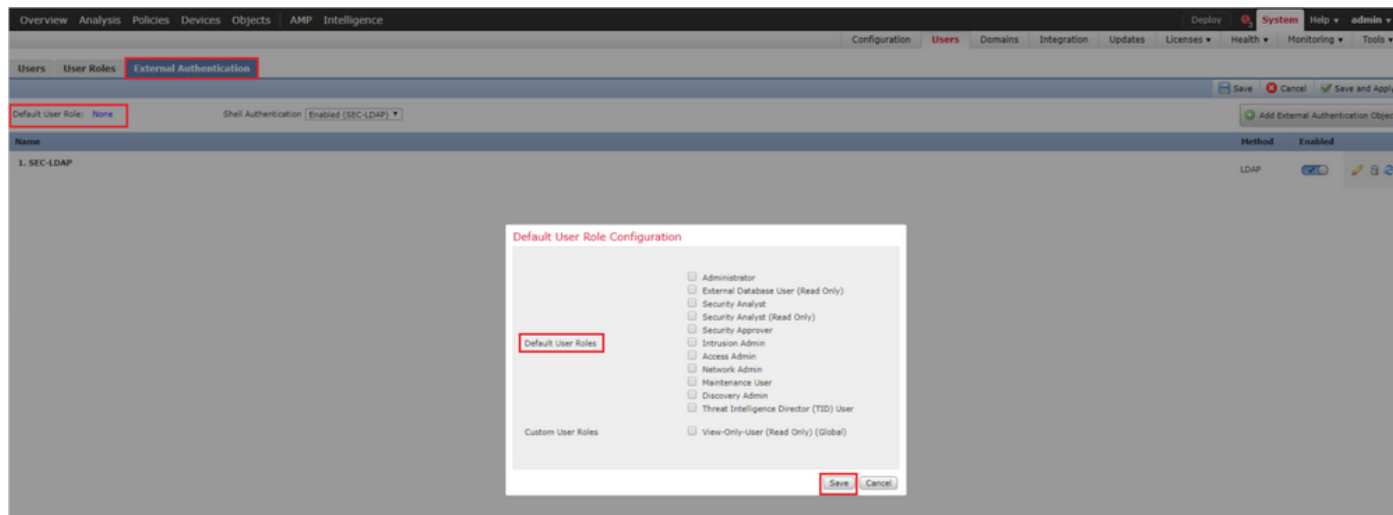 Overview Analysis Policies Devices Objects AMP Intelligence Deploy System Help ▾ admin ▾
Configuration Users Domains Integration Updates Licenses ▾ Health ▾ Monitoring ▾ Tools ▾
Users User Roles External Authentication
Save Cancel Save and Apply
Default User Role: None Shell Authentication Enabled (SEC-LDAP) ▾ Add External Authentication Objec
Name Method Enabled
1. SEC-LDAP LDAP
Default User Role Configuration
Administrator
External Database User (Read Only)
Security Analyst
Security Analyst (Read Only)
Security Approver
Default User Roles Intrusion Admin
Access Admin
Network Admin
Maintenance User
Discovery Admin
Threat Intelligence Director (TID) User
Custom User Roles View-Only-User (Read Only) (Global)
Save Cancel